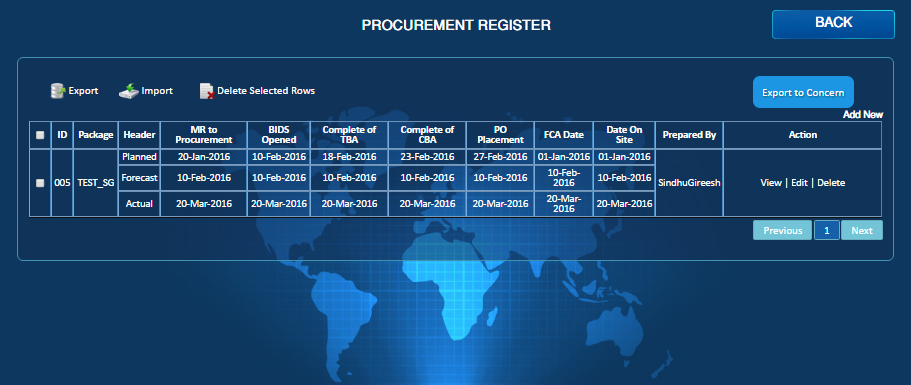 PROCUREMENT REGISTER
BACK
Export Import Delete Selected Rows
Export to Concern
Add New
ID Package Header MR to Procurement BIDS Opened Complete of TBA Complete of CBA PO Placement FCA Date Date On Site Prepared By Action
Planned 20-Jan-2016 10-Feb-2016 18-Feb-2016 23-Feb-2016 27-Feb-2016 01-Jan-2016 01-Jan-2016
005 TEST_SG Forecast 10-Feb-2016 10-Feb-2016 10-Feb-2016 10-Feb-2016 10-Feb-2016 10-Feb-2016 10-Feb-2016 SindhuGireesh View | Edit | Delete
Actual 20-Mar-2016 20-Mar-2016 20-Mar-2016 20-Mar-2016 20-Mar-2016 20-Mar-2016 20-Mar-2016
Previous 1 Next